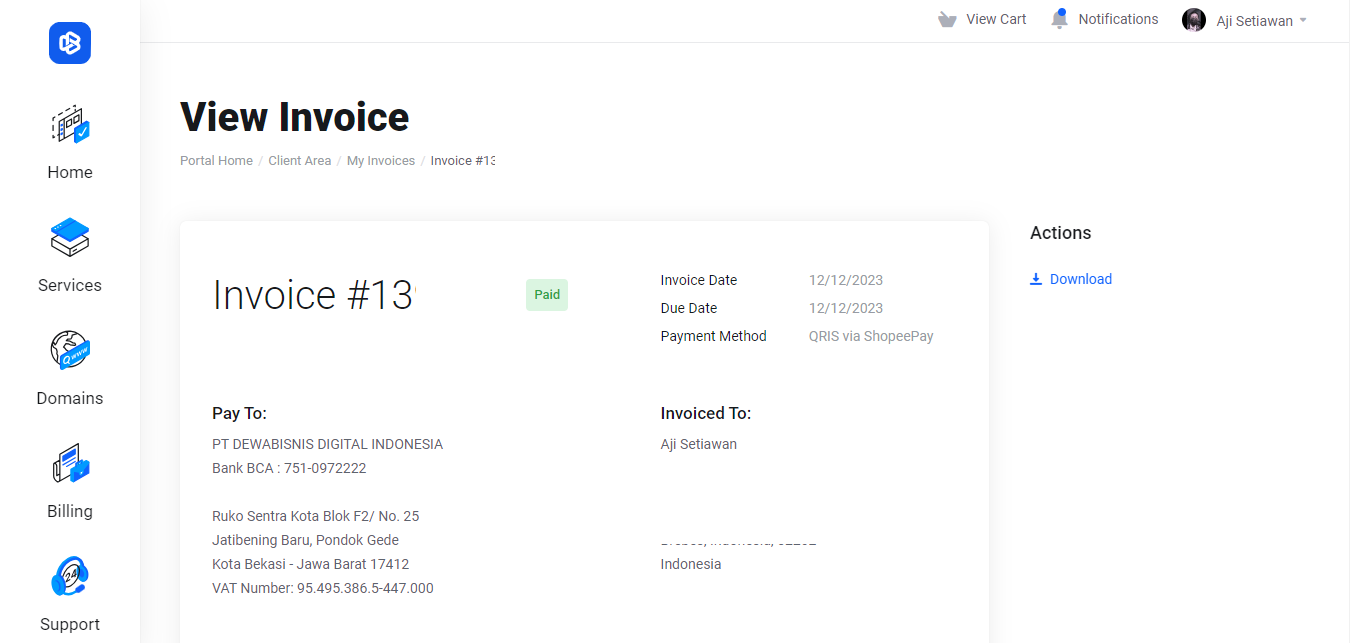 View Cart
Notifications
Aji Setiawan
Home
Services
Domains
Billing
24
Support
View Invoice
Portal Home / Client Area / My Invoices / Invoice #13
Invoice #13
Paid
Invoice Date 12/12/2023
Due Date 12/12/2023
Payment Method QRIS via ShopeePay
Pay To:
PT DEWABISNIS DIGITAL INDONESIA
Bank BCA : 751-0972222
Ruko Sentra Kota Blok F2/ No. 25
Jatibening Baru, Pondok Gede
Kota Bekasi - Jawa Barat 17412
VAT Number: 95.495.386.5-447.000
Invoiced To:
Aji Setiawan
Indonesia
Actions
Download